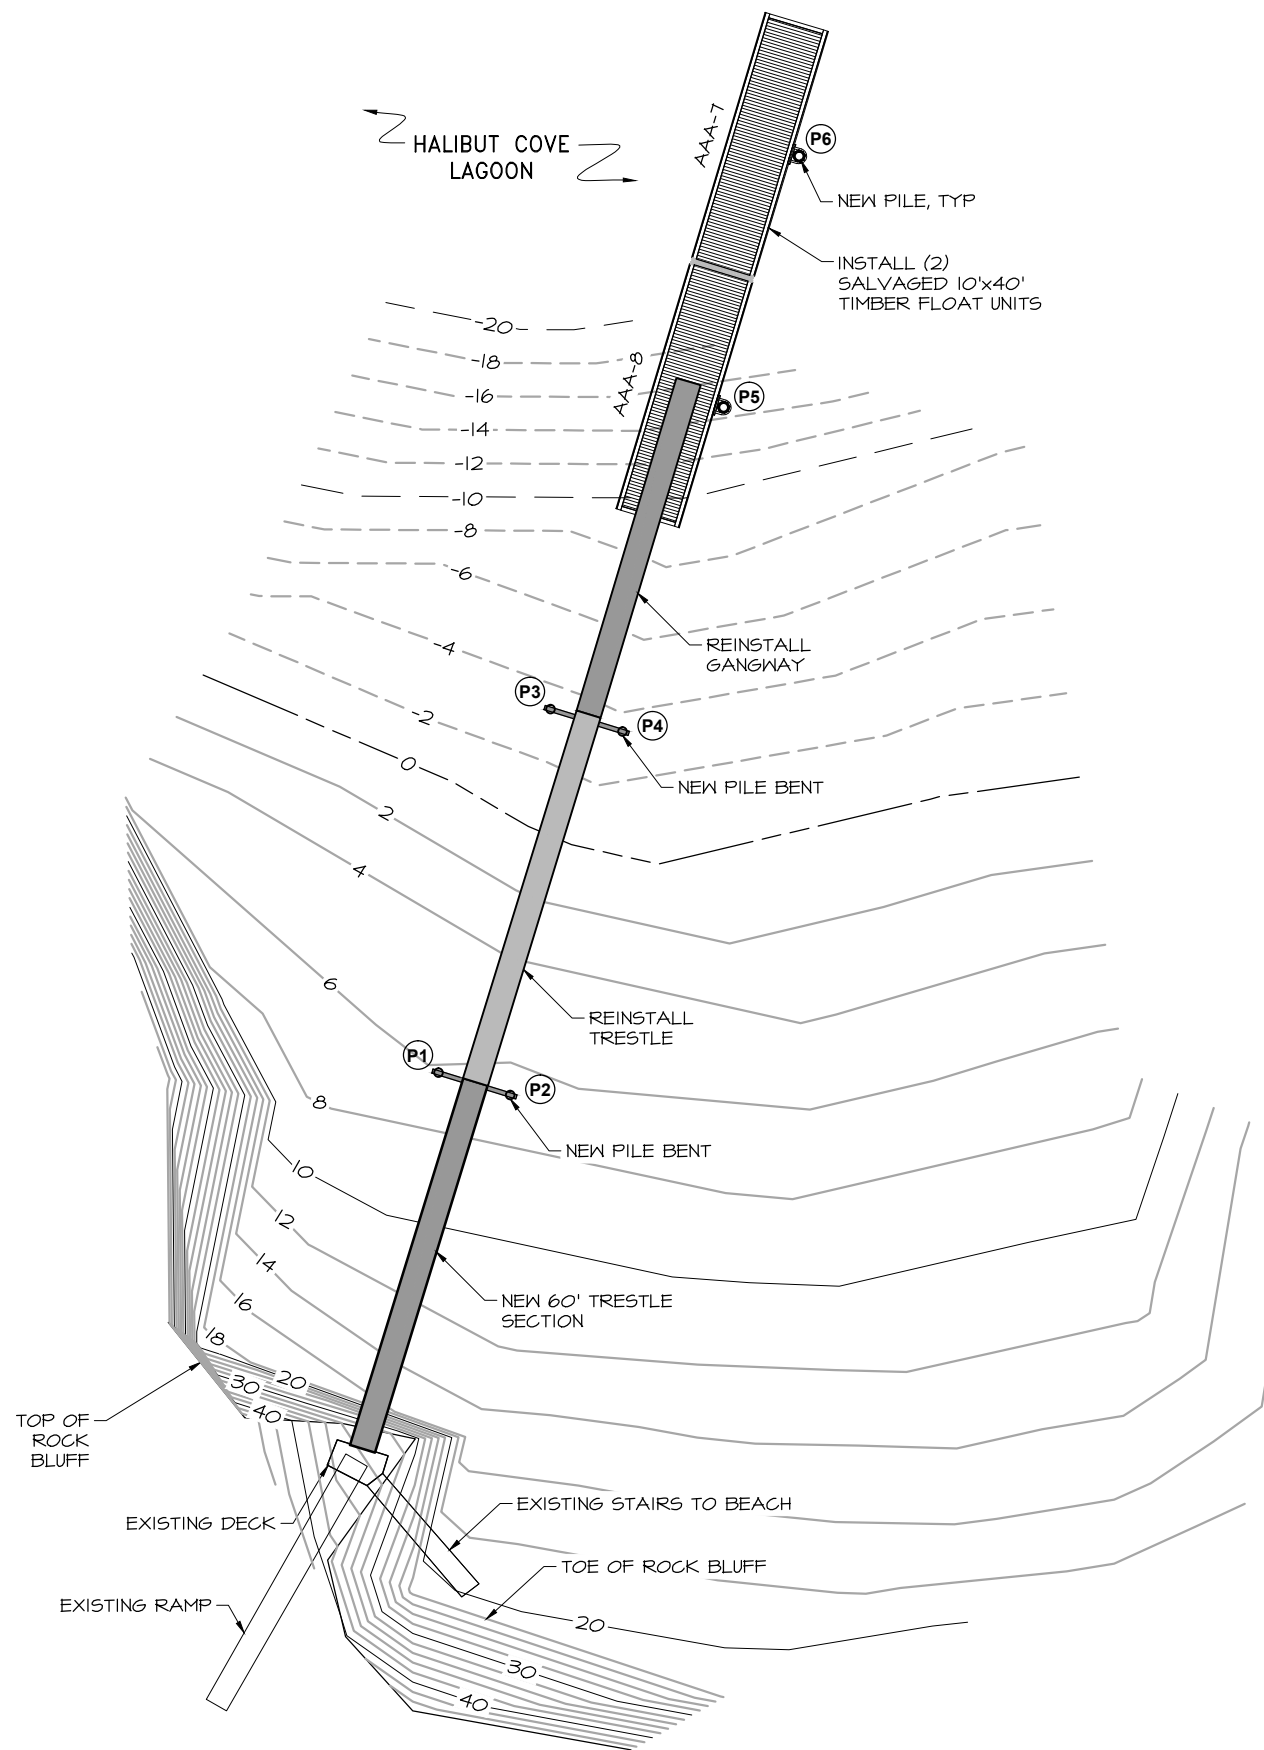 HALIBUT COVE
LAGOON
AAA-7
P6
NEW PILE, TYP
INSTALL (2)
SALVAGED 10'x40'
TIMBER FLOAT UNITS
-20
-18
AAA-8
-16
P5
-14
-12
-10
-8
-6
REINSTALL
GANGWAY
-4
P3
-2
P4
0
NEW PILE BENT
2
4
6
REINSTALL
TRESTLE
P1
P2
8
NEW PILE BENT
10
12
14
16
NEW 60' TRESTLE
SECTION
18
20
30
40
TOP OF
ROCK
BLUFF
EXISTING STAIRS TO BEACH
EXISTING DECK
TOE OF ROCK BLUFF
EXISTING RAMP
20
30
40